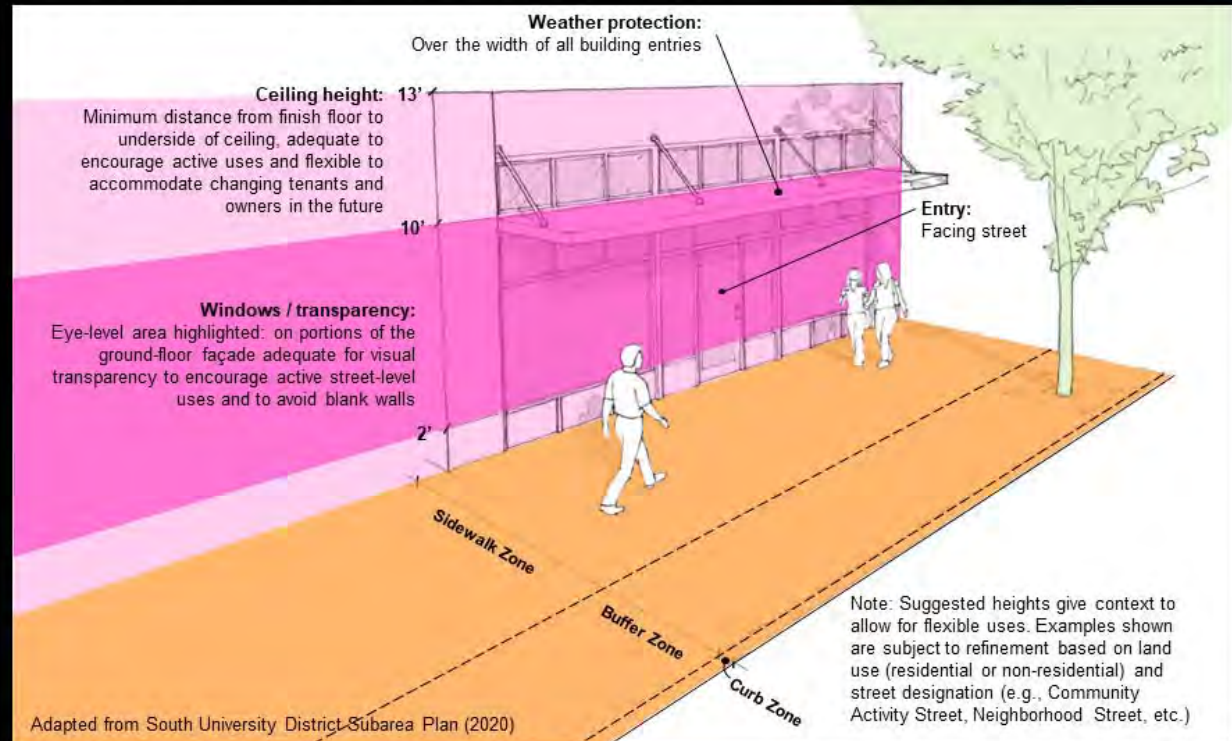 Weather protection:
Over the width of all building entries
Ceiling height:
13'
Minimum distance from finish floor to
underside of ceiling, adequate to
encourage active uses and flexible to
accommodate changing tenants and
owners in the future
10'
Entry:
Facing street
Windows / transparency:
Eye-level area highlighted: on portions of the
ground-floor façade adequate for visual
transparency to encourage active street-level
uses and to avoid blank walls
2'
Sidewalk Zone
Buffer Zone
Curb Zone
Note: Suggested heights give context to
allow for flexible uses. Examples shown
are subject to refinement based on land
use (residential or non-residential) and
street designation (e.g., Community
Activity Street, Neighborhood Street, etc.)
Adapted from South University District Subarea Plan (2020)